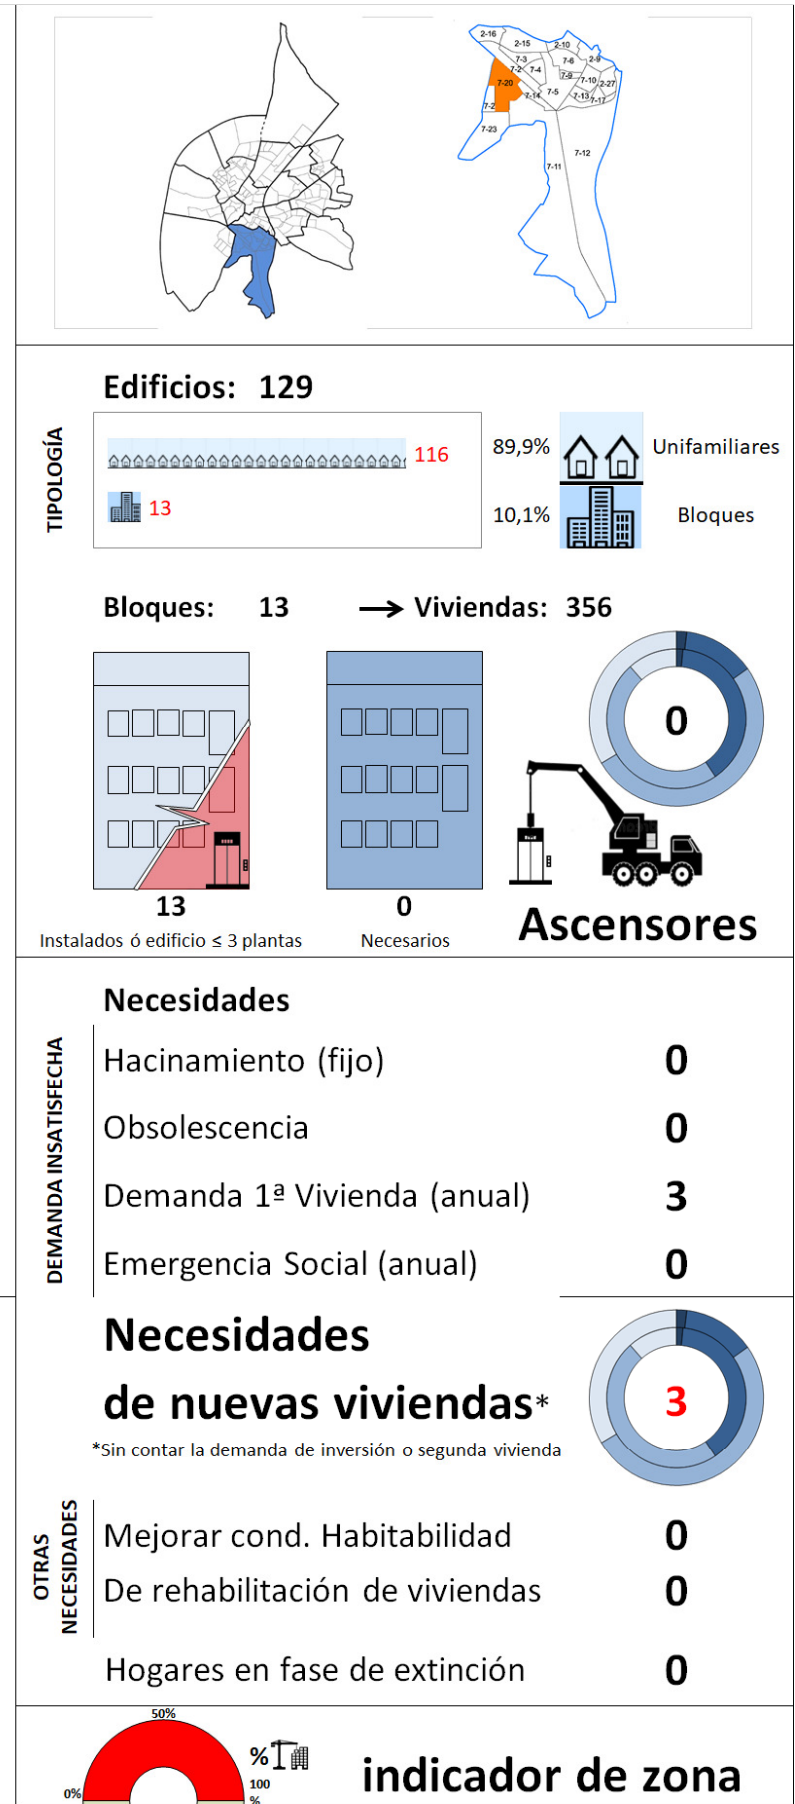 2-16
2-15
2-10
7-3
7-6
2-9
7-2
7-4
7-9
7-20
7-10
2-27
7-5
7-14
7-13
7-17
7-2
7-23
7-12
7-11
Edificios: 129
TIPOLOGÍA
116
89,9%
Unifamiliares
13
10,1%
Bloques
Bloques: 13 Viviendas: 356
0
13
0
Instalados ó edificio ≤ 3 plantas
Necesarios
Ascensores
DEMANDA INSATISFECHA
Necesidades
Hacinamiento (fijo) 0
Obsolescencia 0
Demanda 1ª Vivienda (anual) 3
Emergencia Social (anual) 0
Necesidades
de nuevas viviendas*
3
*Sin contar la demanda de inversión o segunda vivienda
OTRAS
NECESIDADES
Mejorar cond. Habitabilidad 0
De rehabilitación de viviendas 0
Hogares en fase de extinción 0
50%
%
0%
100
%
indicador de zona